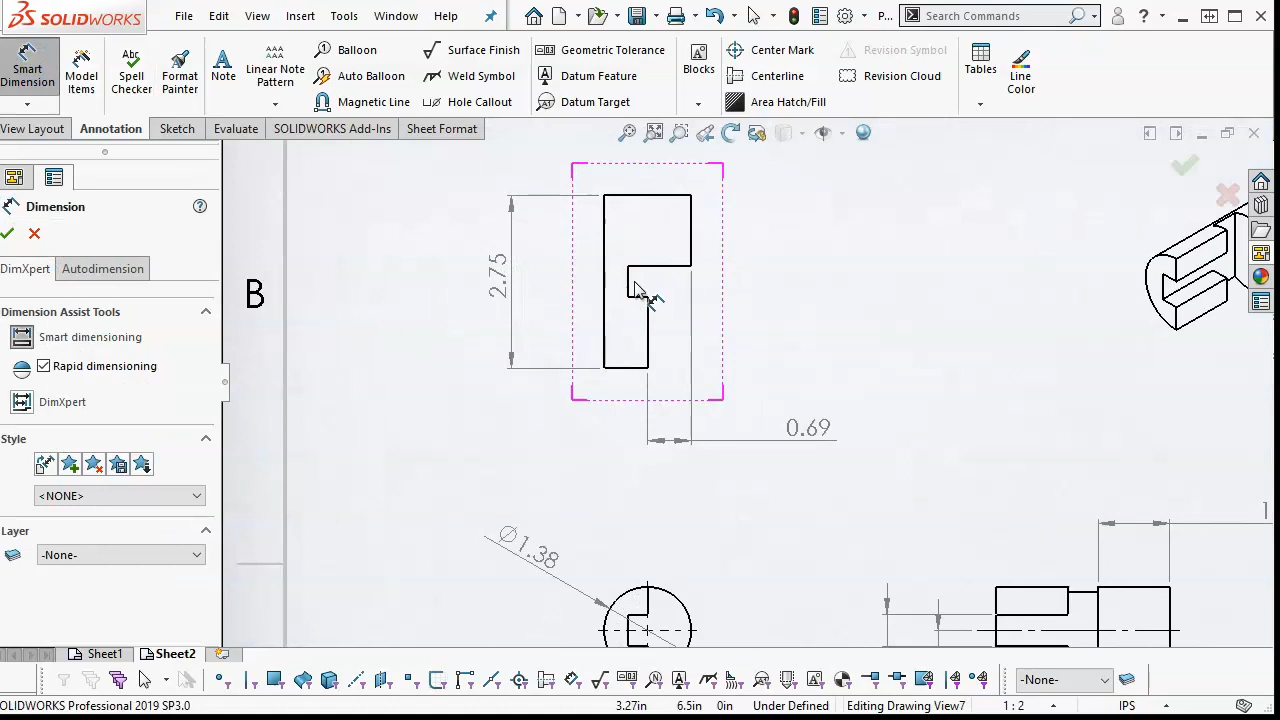 SOLIDWORKS File Edit View Insert Tools Window Help P... Search Commands
Smart Dimension
Model Items
Spell Checker
Format Painter
Note
Linear Note Pattern
Balloon
Auto Balloon
Magnetic Line
Surface Finish
Weld Symbol
Hole Callout
Geometric Tolerance
Datum Feature
Datum Target
Blocks
Center Mark
Centerline
Area Hatch/Fill
Revision Symbol
Revision Cloud
Tables
Line Color
View Layout Annotation Sketch Evaluate SOLIDWORKS Add-Ins Sheet Format
Dimension
DimXpert Autodimension
Dimension Assist Tools
Smart dimensioning
Rapid dimensioning
DimXpert
Style
<NONE>
Layer
-None-
B
2.75
0.69
Ø1.38
1
Sheet1 Sheet2
-None-
SOLIDWORKS Professional 2019 SP3.0 3.27in 6.5in 0in Under Defined Editing Drawing View7 1 : 2 IPS